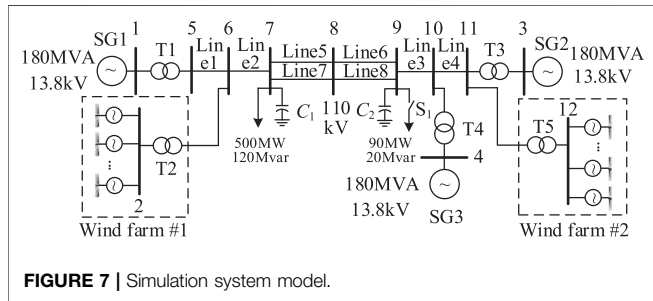 1 5 6 7 8 9 10 11 3
SG1 T1 Lin e1 Lin e2 Line5 Line6 Lin e3 Lin e4 T3 SG2
180MVA 13.8kV
Line7 Line8
180MVA 13.8kV
C1 110 kV C2 S1
T2 500MW 120Mvar 90MW 20Mvar T4 T5 12
2 4
180MVA 13.8kV SG3
Wind farm #1 Wind farm #2
FIGURE 7 | Simulation system model.